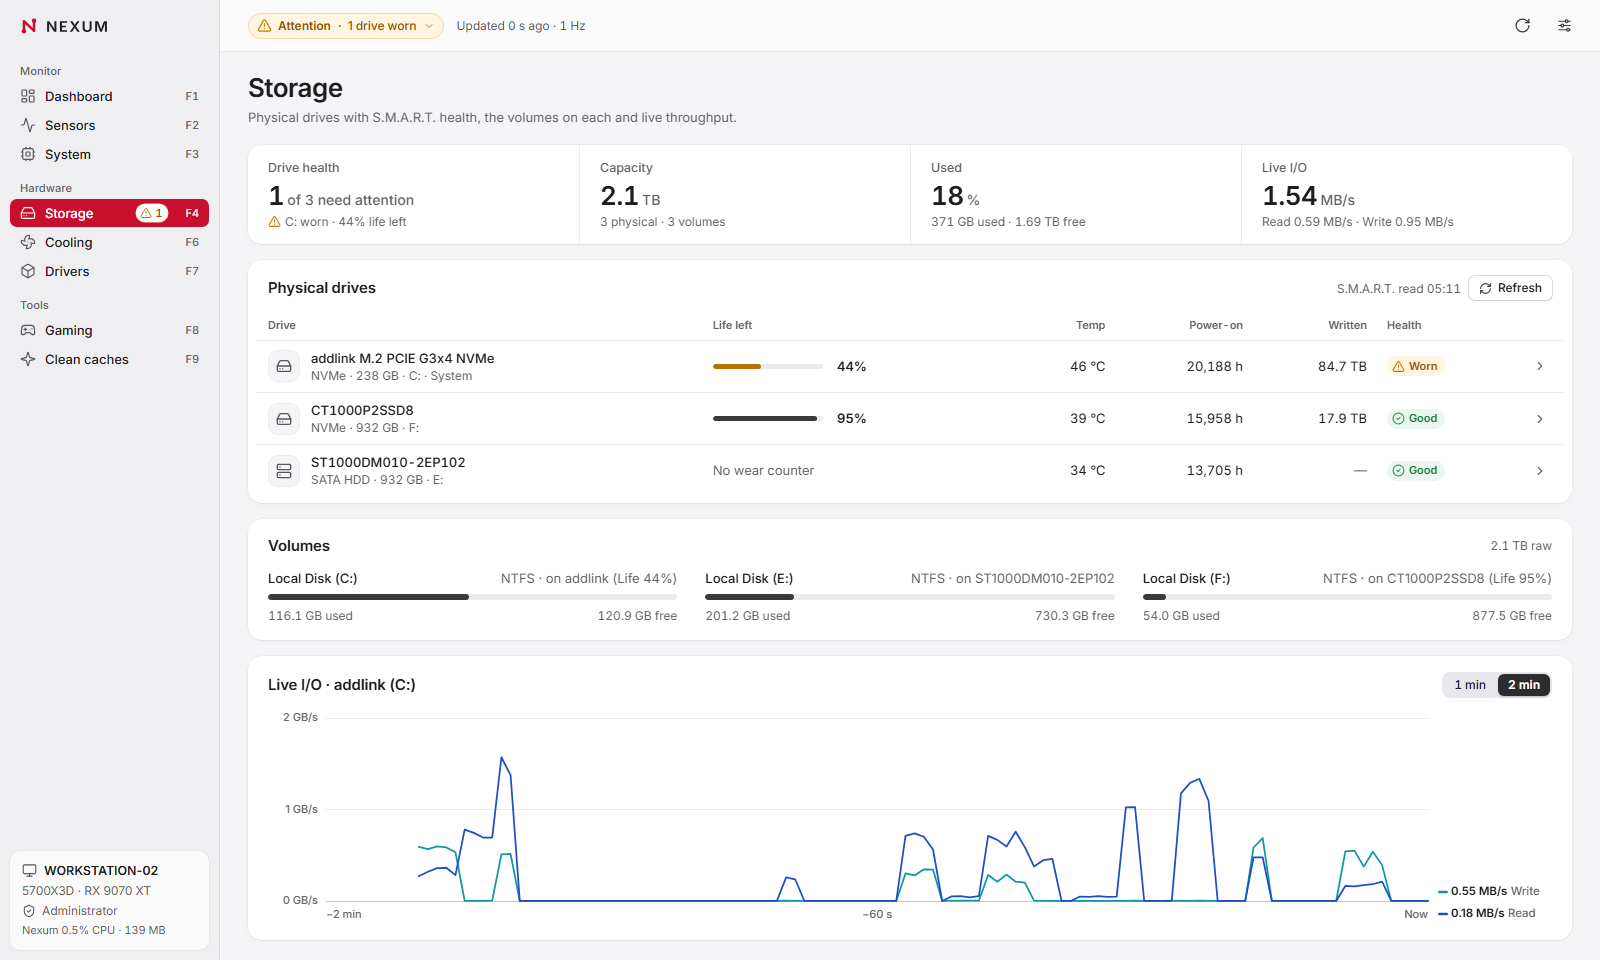 NEXUM
Monitor
Dashboard F1
Sensors F2
System F3
Hardware
Storage 1 F4
Cooling F6
Drivers F7
Tools
Gaming F8
Clean caches F9
WORKSTATION-02
5700X3D · RX 9070 XT
Administrator
Nexum 0.5% CPU · 139 MB
Attention · 1 drive worn Updated 0 s ago · 1 Hz
Storage
Physical drives with S.M.A.R.T. health, the volumes on each and live throughput.
Drive health
1 of 3 need attention
C: worn · 44% life left
Capacity
2.1 TB
3 physical · 3 volumes
Used
18 %
371 GB used · 1.69 TB free
Live I/O
1.54 MB/s
Read 0.59 MB/s · Write 0.95 MB/s
Physical drives S.M.A.R.T. read 05:11 Refresh
Drive Life left Temp Power-on Written Health
addlink M.2 PCIE G3x4 NVMe
NVMe · 238 GB · C: · System
44% 46 °C 20,188 h 84.7 TB Worn
CT1000P2SSD8
NVMe · 932 GB · F:
95% 39 °C 15,958 h 17.9 TB Good
ST1000DM010-2EP102
SATA HDD · 932 GB · E:
No wear counter 34 °C 13,705 h — Good
Volumes 2.1 TB raw
Local Disk (C:) NTFS · on addlink (Life 44%)
116.1 GB used 120.9 GB free
Local Disk (E:) NTFS · on ST1000DM010-2EP102
201.2 GB used 730.3 GB free
Local Disk (F:) NTFS · on CT1000P2SSD8 (Life 95%)
54.0 GB used 877.5 GB free
Live I/O · addlink (C:) 1 min 2 min
2 GB/s
1 GB/s
0 GB/s
−2 min −60 s Now
0.55 MB/s Write
0.18 MB/s Read